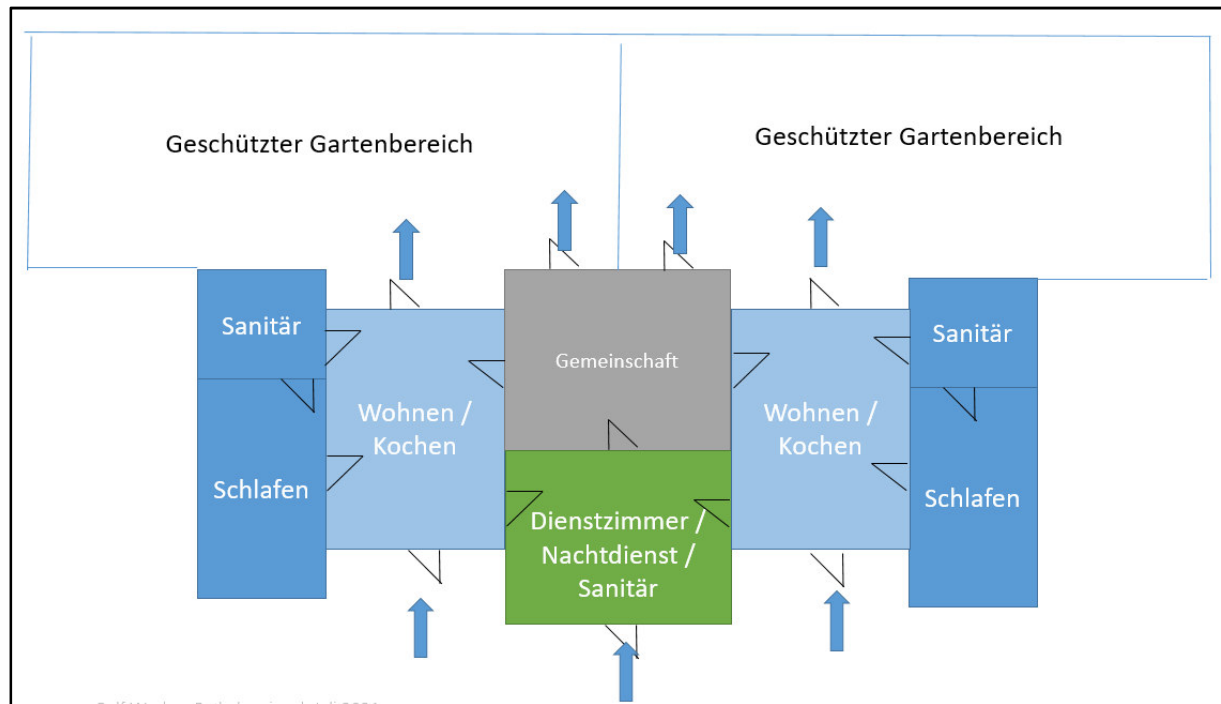 Geschützter Gartenbereich
Geschützter Gartenbereich
Sanitär
Sanitär
Gemeinschaft
Wohnen /
Kochen
Wohnen /
Kochen
Schlafen
Schlafen
Dienstzimmer /
Nachtdienst /
Sanitär